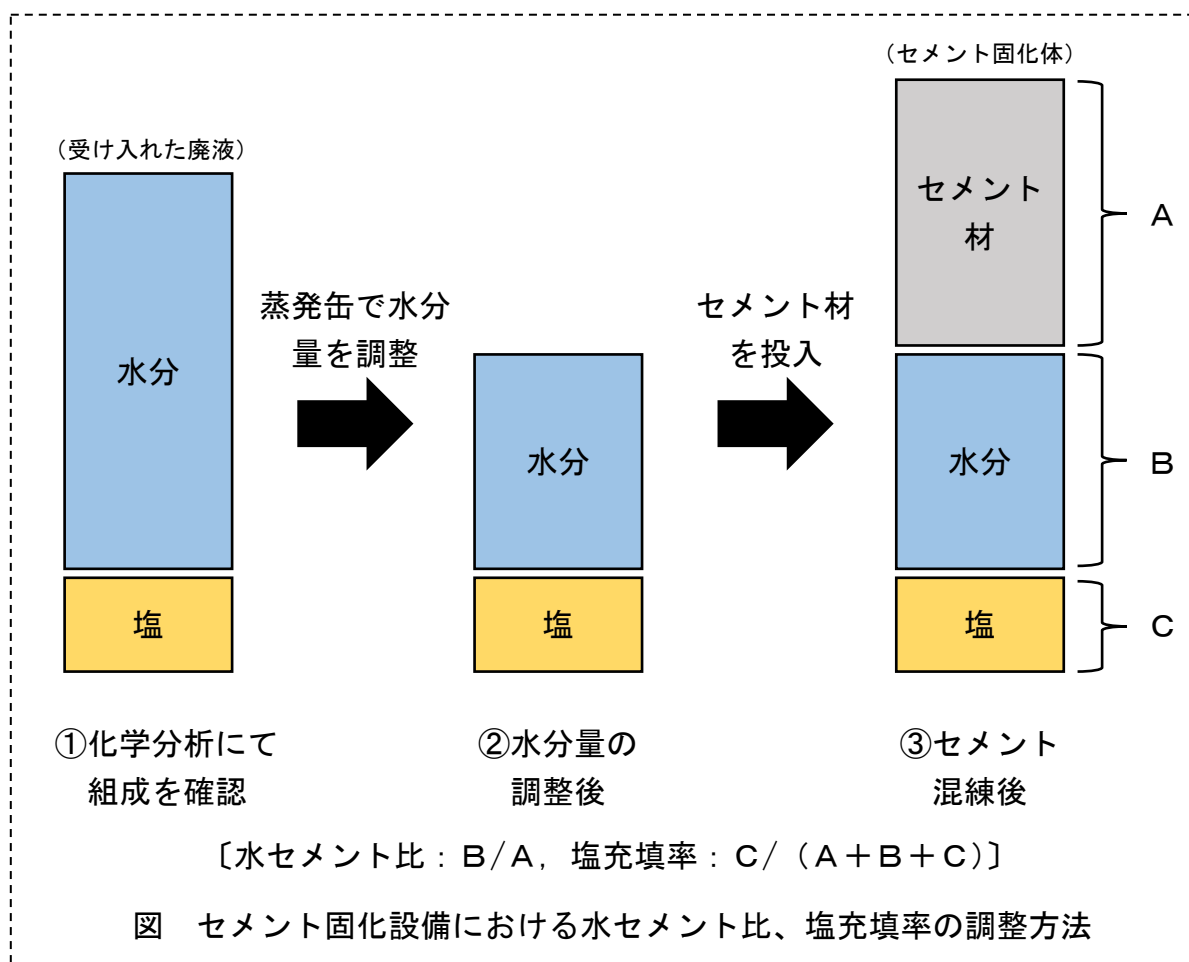 (受け入れた廃液)
水分
塩
①化学分析にて
組成を確認
蒸発缶で水分
量を調整
水分
塩
②水分量の
調整後
セメント材
を投入
(セメント固化体)
セメント
材
水分
塩
A
B
C
③セメント
混練後
〔水セメント比:B/A,塩充填率:C/(A+B+C)〕
図 セメント固化設備における水セメント比、塩充填率の調整方法